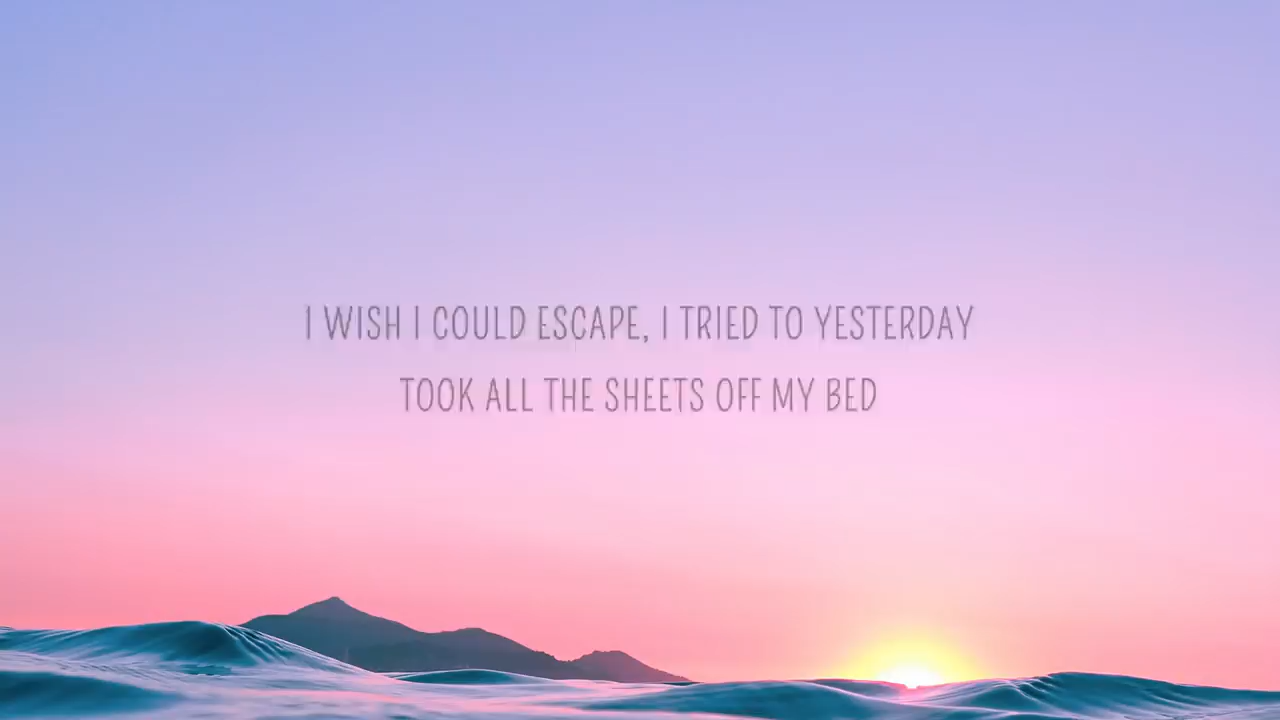 I WISH I COULD ESCAPE, I TRIED TO YESTERDAY
TOOK ALL THE SHEETS OFF MY BED